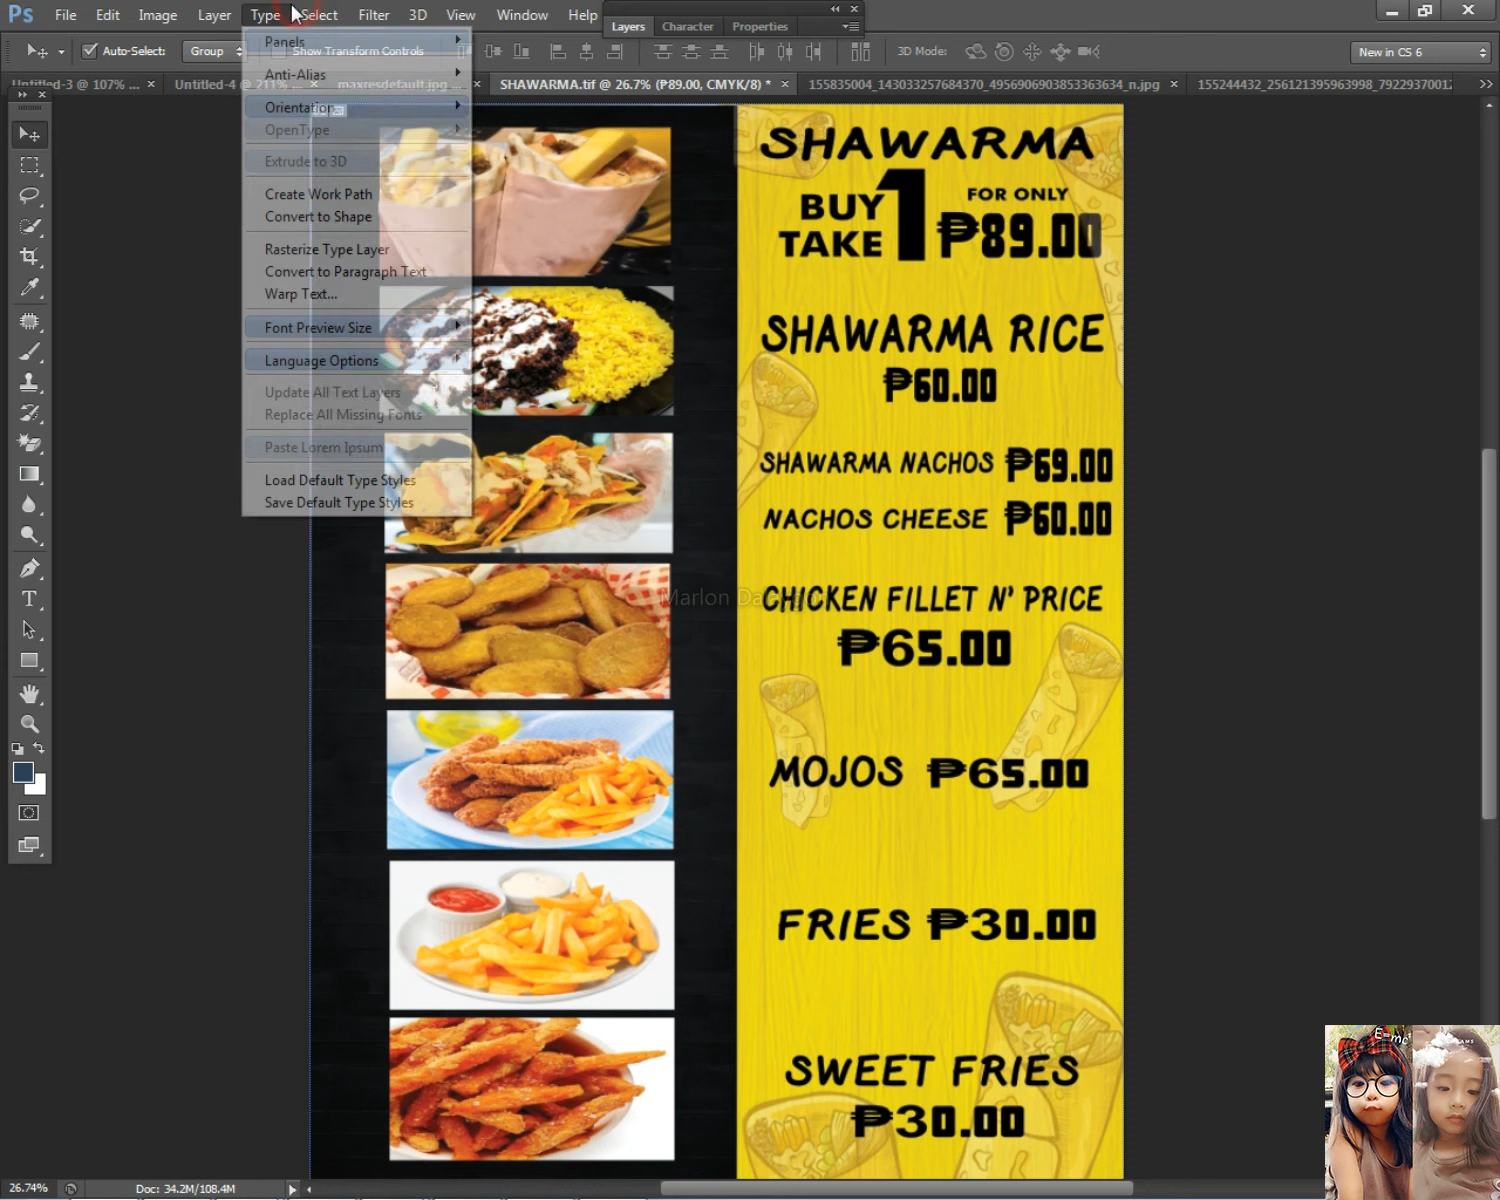 Ps File Edit Image Layer Type Select Filter 3D View Window Help
Layers Character Properties
Auto-Select: Group Show Transform Controls 3D Mode: New in CS 6
Untitled-3 @ 107% ... × Untitled-4 @ 211% ... × maxresdefault.jpg ... × SHAWARMA.tif @ 26.7% (₱89.00, CMYK/8) * × 155835004_143033257684370_4956906903853363634_n.jpg × 155244432_256121395963998_79229370012
Panels
Anti-Alias
Orientation
OpenType
Extrude to 3D
Create Work Path
Convert to Shape
Rasterize Type Layer
Convert to Paragraph Text
Warp Text...
Font Preview Size
Language Options
Update All Text Layers
Replace All Missing Fonts
Paste Lorem Ipsum
Load Default Type Styles
Save Default Type Styles
SHAWARMA
BUY 1 FOR ONLY
TAKE ₱89.00
SHAWARMA RICE
₱60.00
SHAWARMA NACHOS ₱69.00
NACHOS CHEESE ₱60.00
CHICKEN FILLET N' PRICE
Marlon
₱65.00
MOJOS ₱65.00
FRIES ₱30.00
SWEET FRIES
₱30.00
E=mc²
26.74% Doc: 34.2M/108.4M